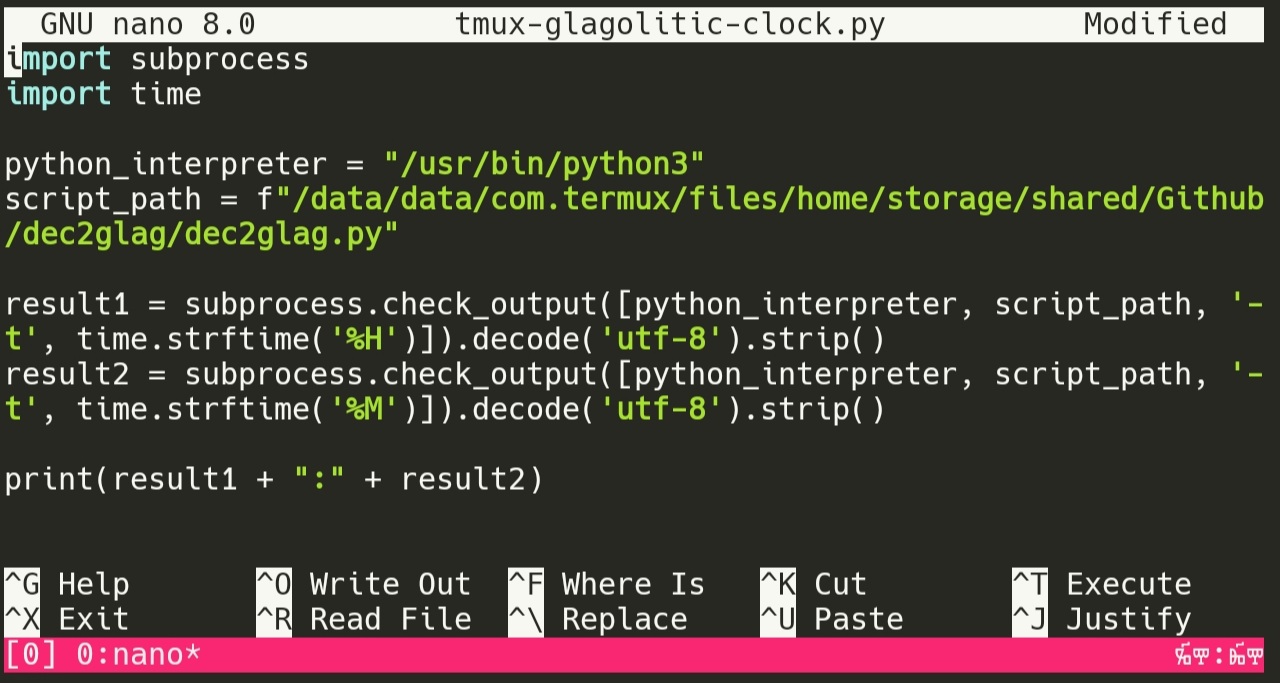 GNU nano 8.0 tmux-glagolitic-clock.py Modified
import subprocess
import time
python_interpreter = "/usr/bin/python3"
script_path = f"/data/data/com.termux/files/home/storage/shared/Github
/dec2glag/dec2glag.py"
result1 = subprocess.check_output([python_interpreter, script_path, '-
t', time.strftime('%H')]).decode('utf-8').strip()
result2 = subprocess.check_output([python_interpreter, script_path, '-
t', time.strftime('%M')]).decode('utf-8').strip()
print(result1 + ":" + result2)
^G Help ^O Write Out ^F Where Is ^K Cut ^T Execute
^X Exit ^R Read File ^\ Replace ^U Paste ^J Justify
[0] 0:nano*